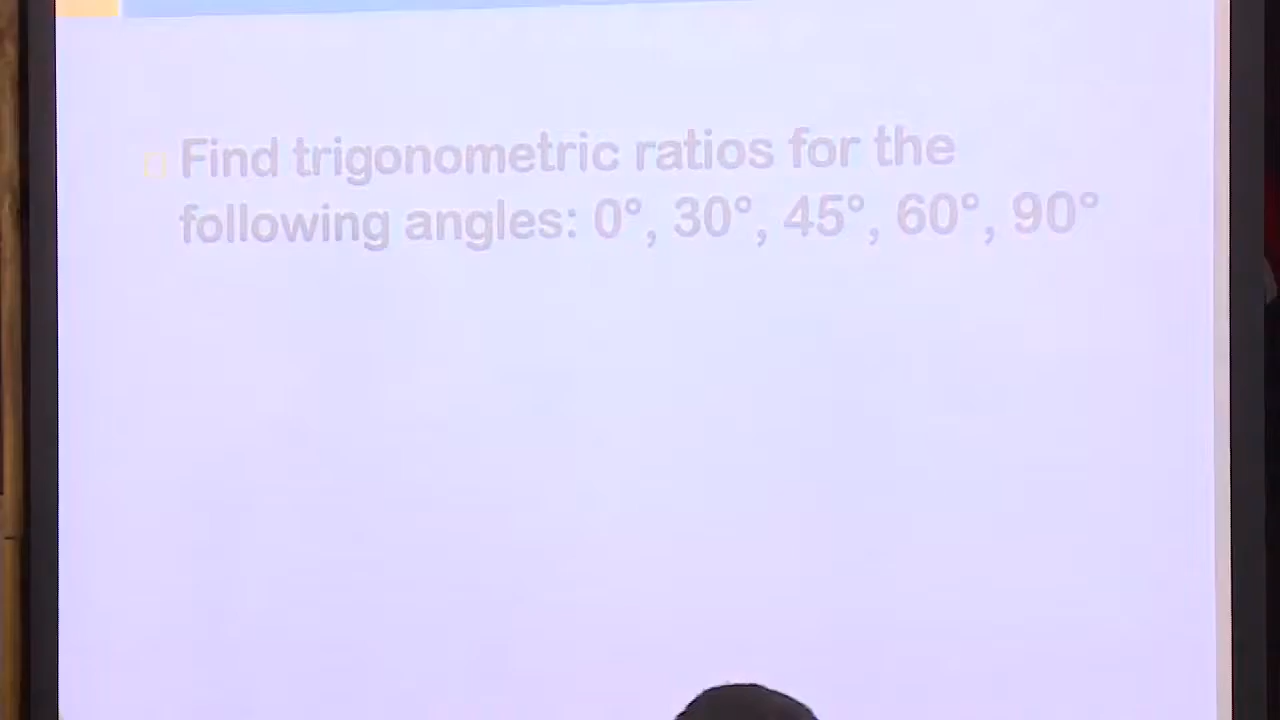 Find trigonometric ratios for the
following angles: 0°, 30°, 45°, 60°, 90°